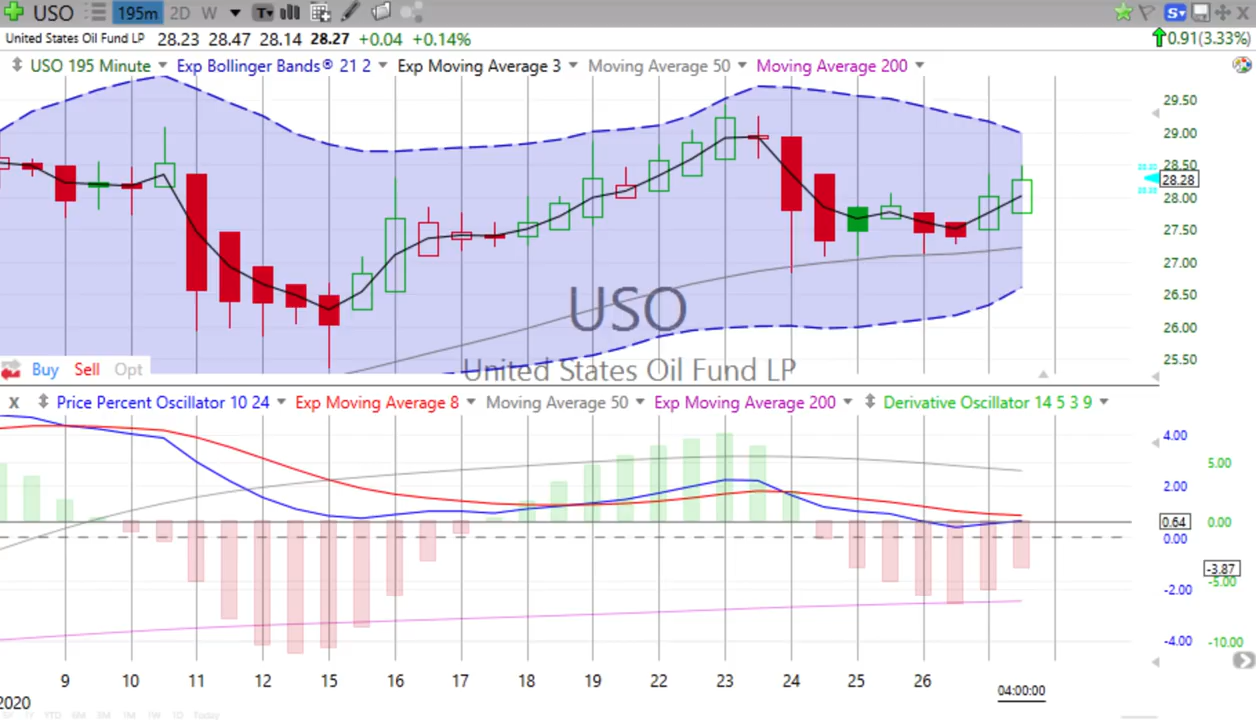 USO 195m 2D W T
United States Oil Fund LP 28.23 28.47 28.14 28.27 +0.04 +0.14% 0.91(3.33%)
USO 195 Minute Exp Bollinger Bands® 21 2 Exp Moving Average 3 Moving Average 50 Moving Average 200
29.50
29.00
28.50
28.28
28.00
27.50
27.00
26.50
26.00
25.50
USO
United States Oil Fund LP
Buy Sell Opt
X Price Percent Oscillator 10 24 Exp Moving Average 8 Moving Average 50 Exp Moving Average 200 Derivative Oscillator 14 5 3 9
4.00
5.00
2.00
0.64 0.00
0.00
-3.87
-5.00
-2.00
-4.00 -10.00
9 10 11 12 15 16 17 18 19 22 23 24 25 26 04:00:00
2020
YTD 6M 3M 1M 1W 1D Today